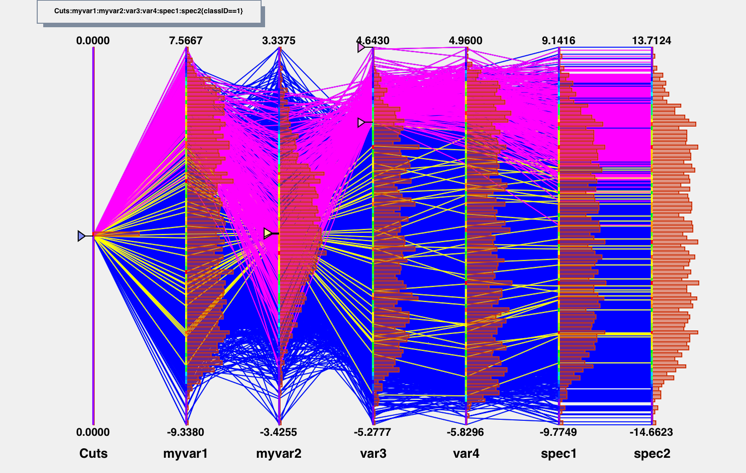 Cuts:myvar1:myvar2:var3:var4:spec1:spec2{classID==1}
0.0000 7.5667 3.3375 4.6430 4.9600 9.1416 13.7124
0.0000 -9.3380 -3.4255 -5.2777 -5.8296 -9.7749 -14.6623
Cuts myvar1 myvar2 var3 var4 spec1 spec2